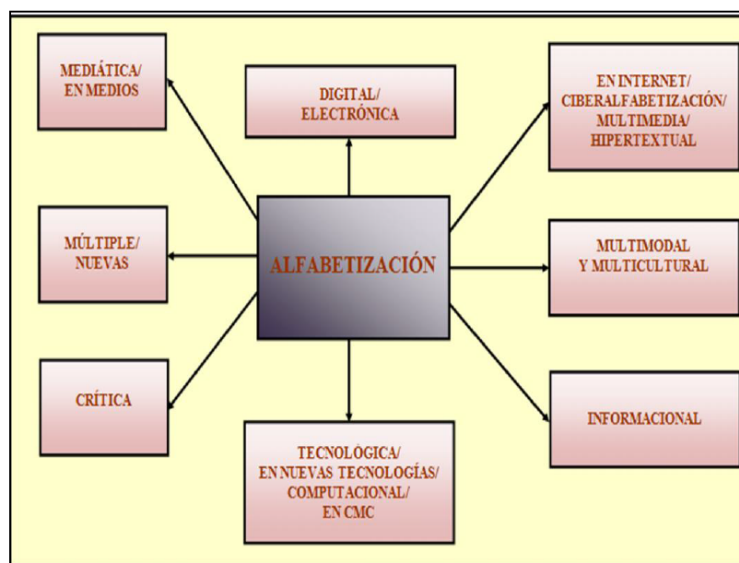 MEDIÁTICA/
EN MEDIOS
DIGITAL/
ELECTRÓNICA
EN INTERNET/
CIBERALFABETIZACIÓN/
MULTIMEDIA/
HIPERTEXTUAL
MÚLTIPLE/
NUEVAS
ALFABETIZACIÓN
MULTIMODAL
Y MULTICULTURAL
CRÍTICA
TECNOLÓGICA/
EN NUEVAS TECNOLOGÍAS/
COMPUTACIONAL/
EN CMC
INFORMACIONAL